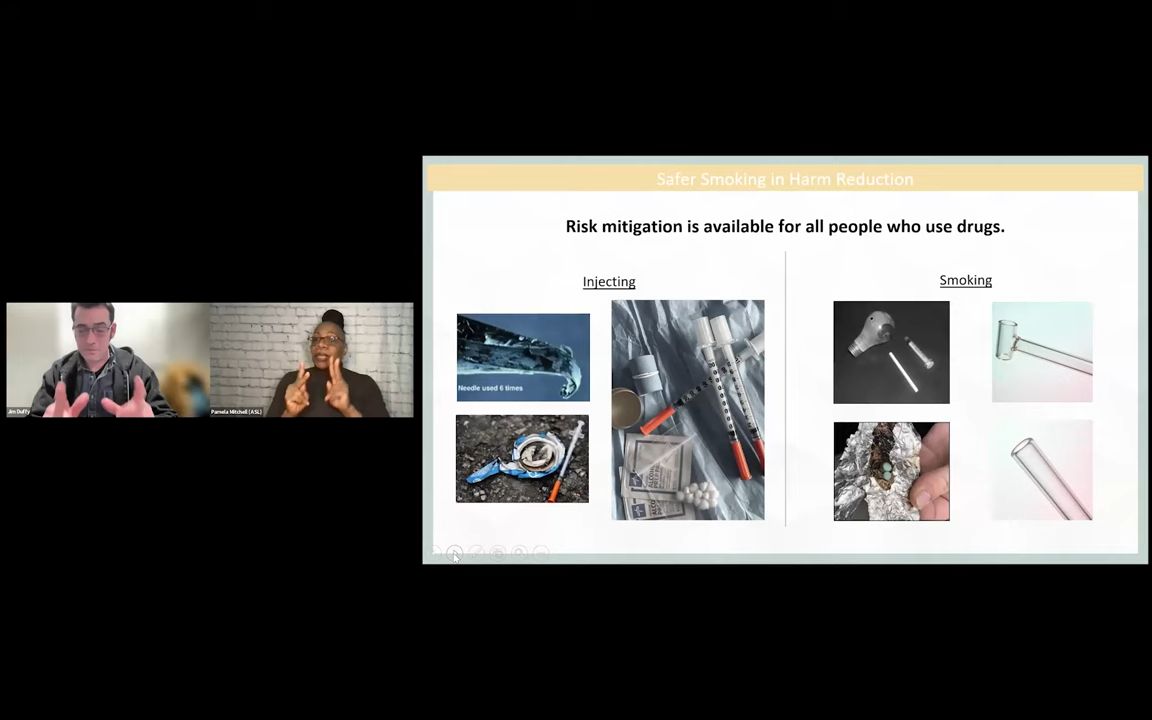 Safer Smoking in Harm Reduction
Risk mitigation is available for all people who use drugs.
Injecting
Smoking
Needle used 6 times
Jim Duffy
Pamela Mitchell (ASL)